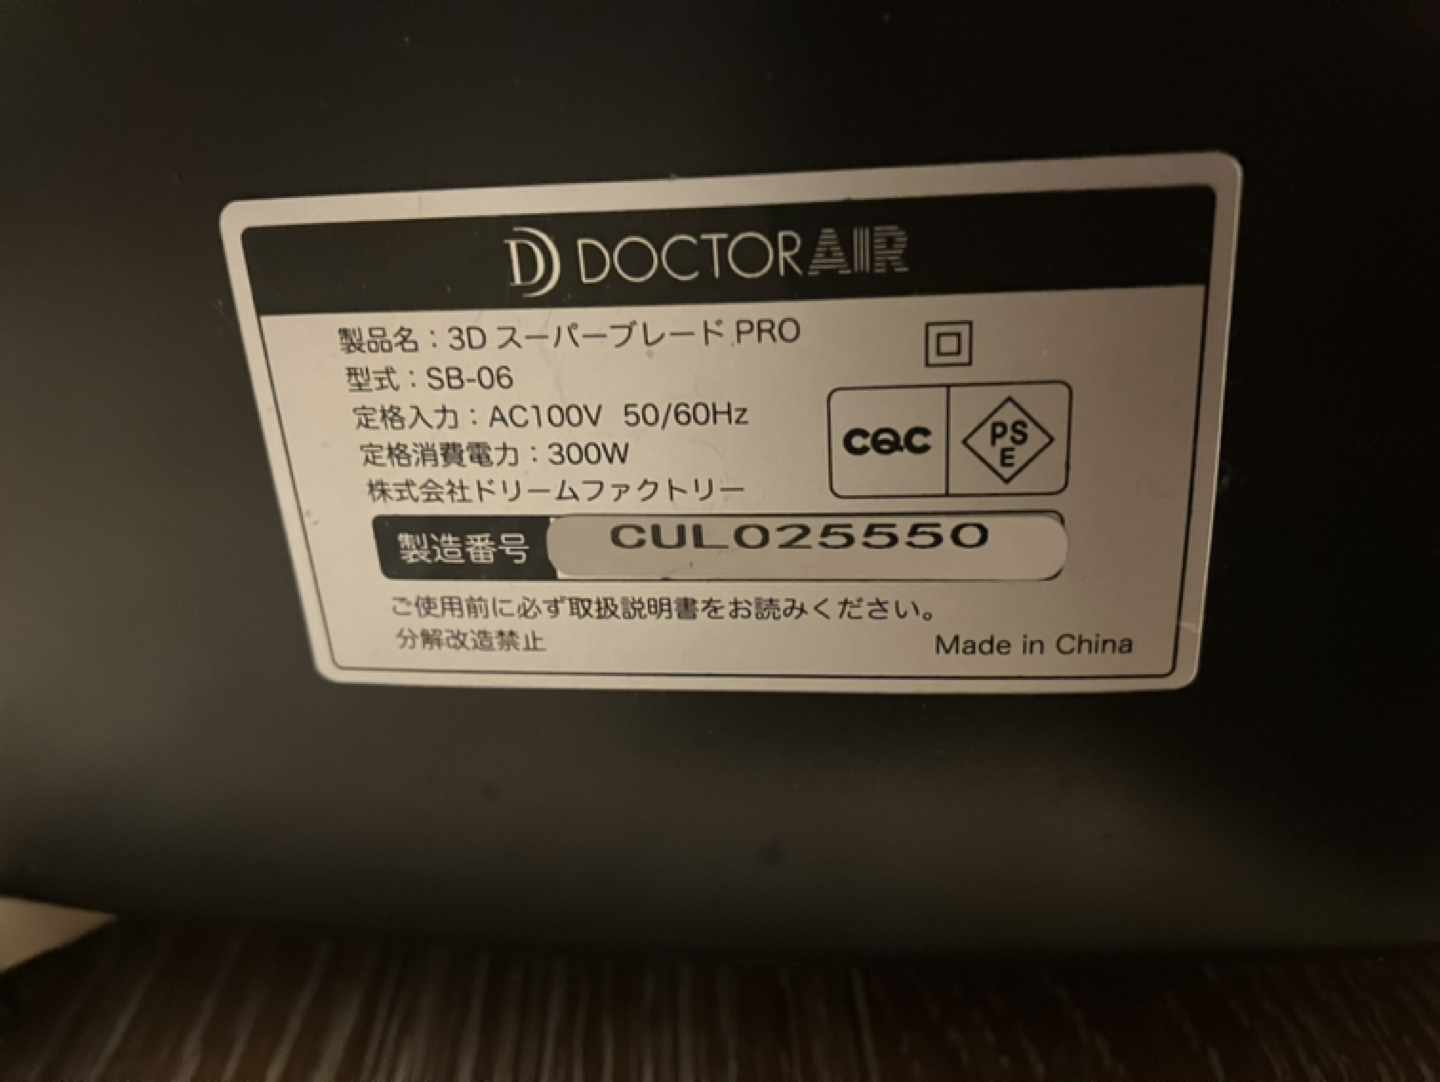 DOCTORAIR
製品名：3D スーパーブレード PRO
型式：SB-06
定格入力：AC100V 50/60Hz
定格消費電力：300W
株式会社ドリームファクトリー
CQC
PS
E
製造番号 CUL025550
ご使用前に必ず取扱説明書をお読みください。
分解改造禁止
Made in China